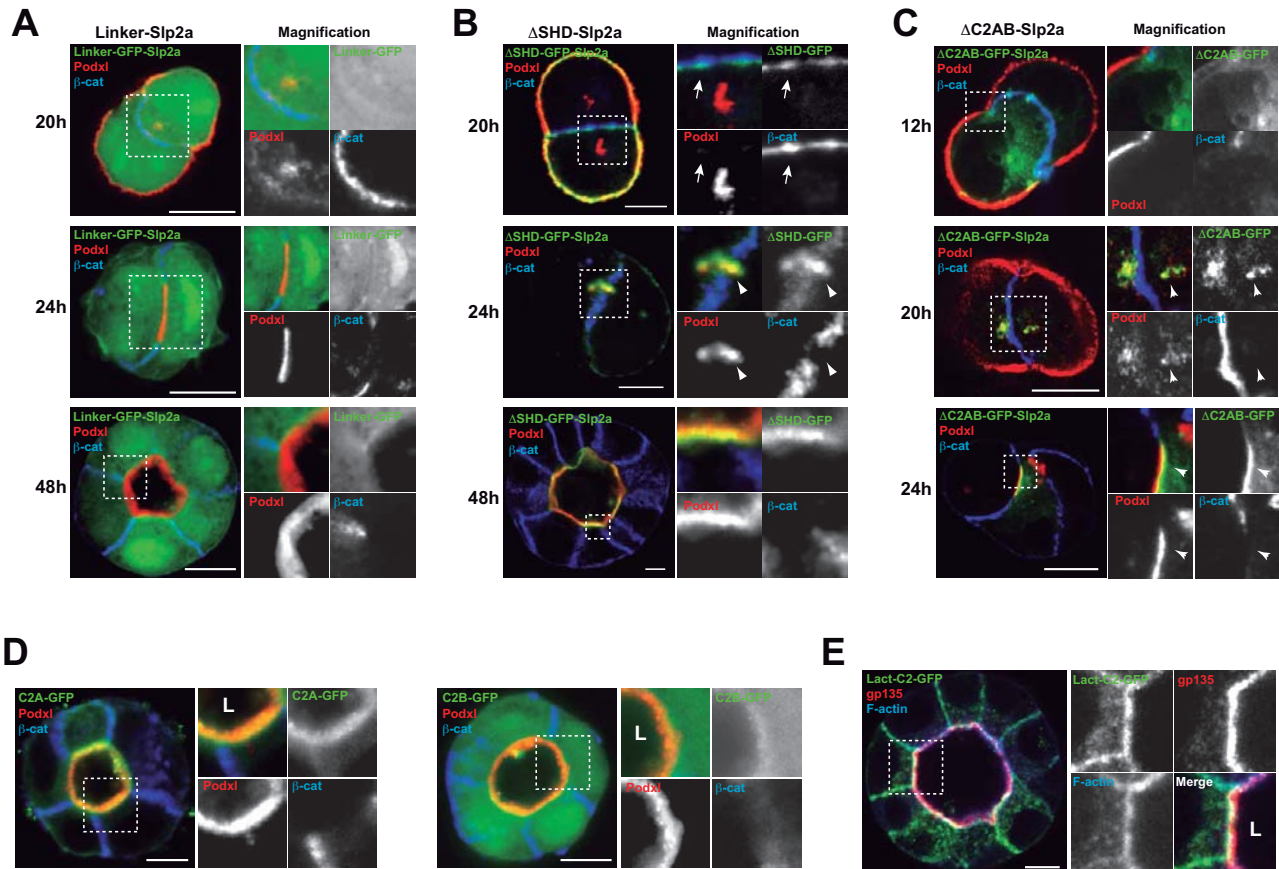 A
Linker-Slp2a
Magnification
20h
Linker-GFP-Slp2a
Podxl
β-cat
Linker-GFP
Podxl
β-cat
24h
Linker-GFP-Slp2a
Podxl
β-cat
Linker-GFP
Podxl
β-cat
48h
Linker-GFP-Slp2a
Podxl
β-cat
Linker-GFP
Podxl
β-cat
B
ΔSHD-Slp2a
Magnification
20h
ΔSHD-GFP-Slp2a
Podxl
β-cat
ΔSHD-GFP
Podxl
β-cat
24h
ΔSHD-GFP-Slp2a
Podxl
β-cat
ΔSHD-GFP
Podxl
β-cat
48h
ΔSHD-GFP-Slp2a
Podxl
β-cat
ΔSHD-GFP
Podxl
β-cat
C
ΔC2AB-Slp2a
Magnification
12h
ΔC2AB-GFP-Slp2a
Podxl
β-cat
ΔC2AB-GFP
Podxl
β-cat
20h
ΔC2AB-GFP-Slp2a
Podxl
β-cat
ΔC2AB-GFP
Podxl
β-cat
24h
ΔC2AB-GFP-Slp2a
Podxl
β-cat
ΔC2AB-GFP
Podxl
β-cat
D
C2A-GFP
Podxl
β-cat
L
C2A-GFP
Podxl
β-cat
C2B-GFP
Podxl
β-cat
L
C2B-GFP
Podxl
β-cat
E
Lact-C2-GFP
gp135
F-actin
Lact-C2-GFP
gp135
F-actin
Merge
L